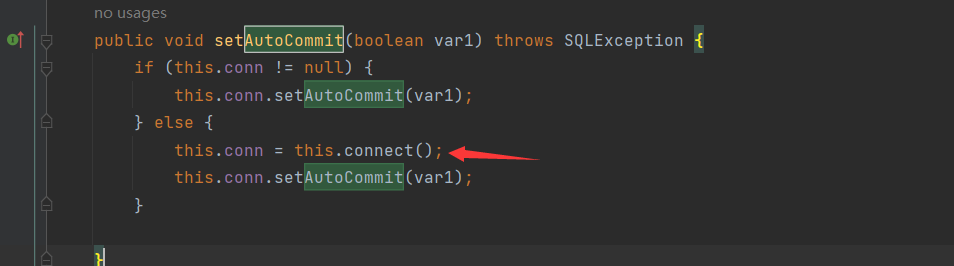 no usages
public void setAutoCommit(boolean var1) throws SQLException {
if (this.conn != null) {
this.conn.setAutoCommit(var1);
} else {
this.conn = this.connect();
this.conn.setAutoCommit(var1);
}
}